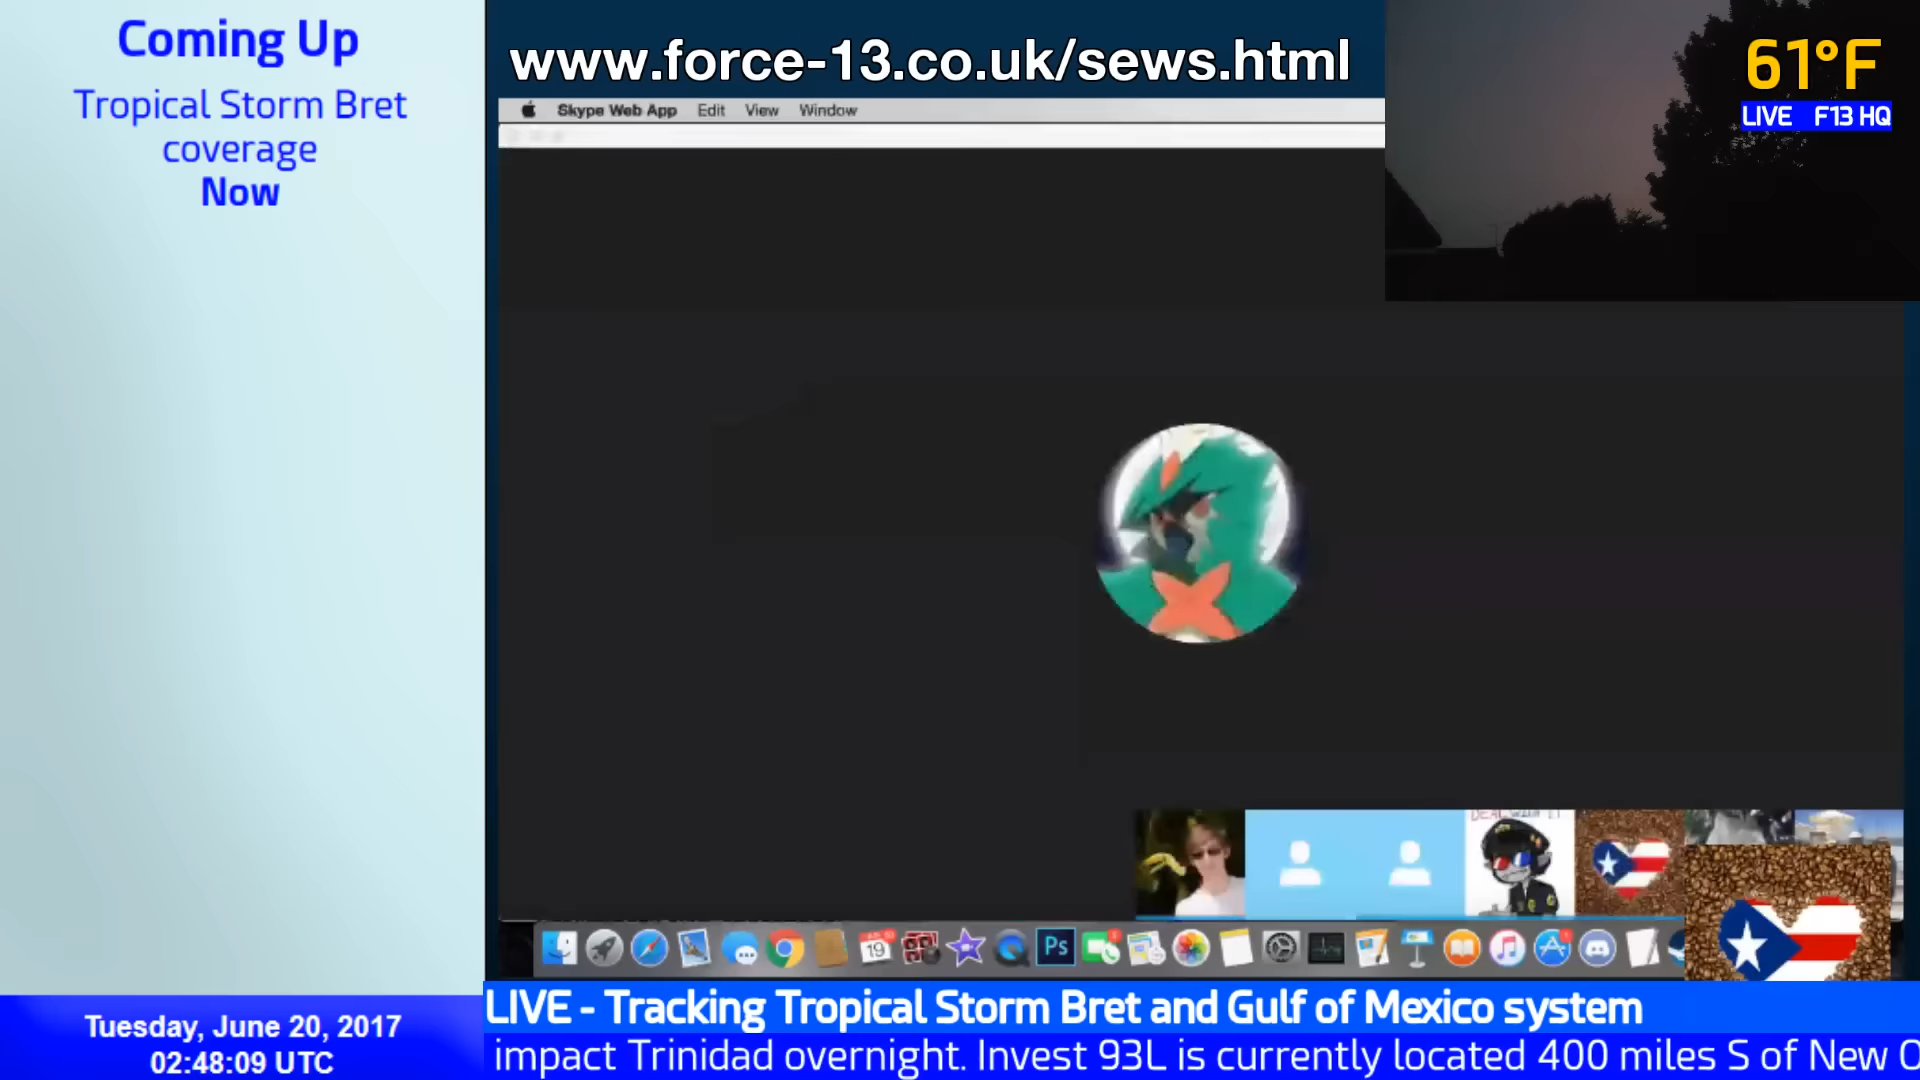 Coming Up
Tropical Storm Bret
coverage
Now
www.force-13.co.uk/sews.html
61°F
LIVE F13 HQ
Skype Web App Edit View Window
19
Ps
LIVE - Tracking Tropical Storm Bret and Gulf of Mexico system
impact Trinidad overnight. Invest 93L is currently located 400 miles S of New O
Tuesday, June 20, 2017
02:48:09 UTC